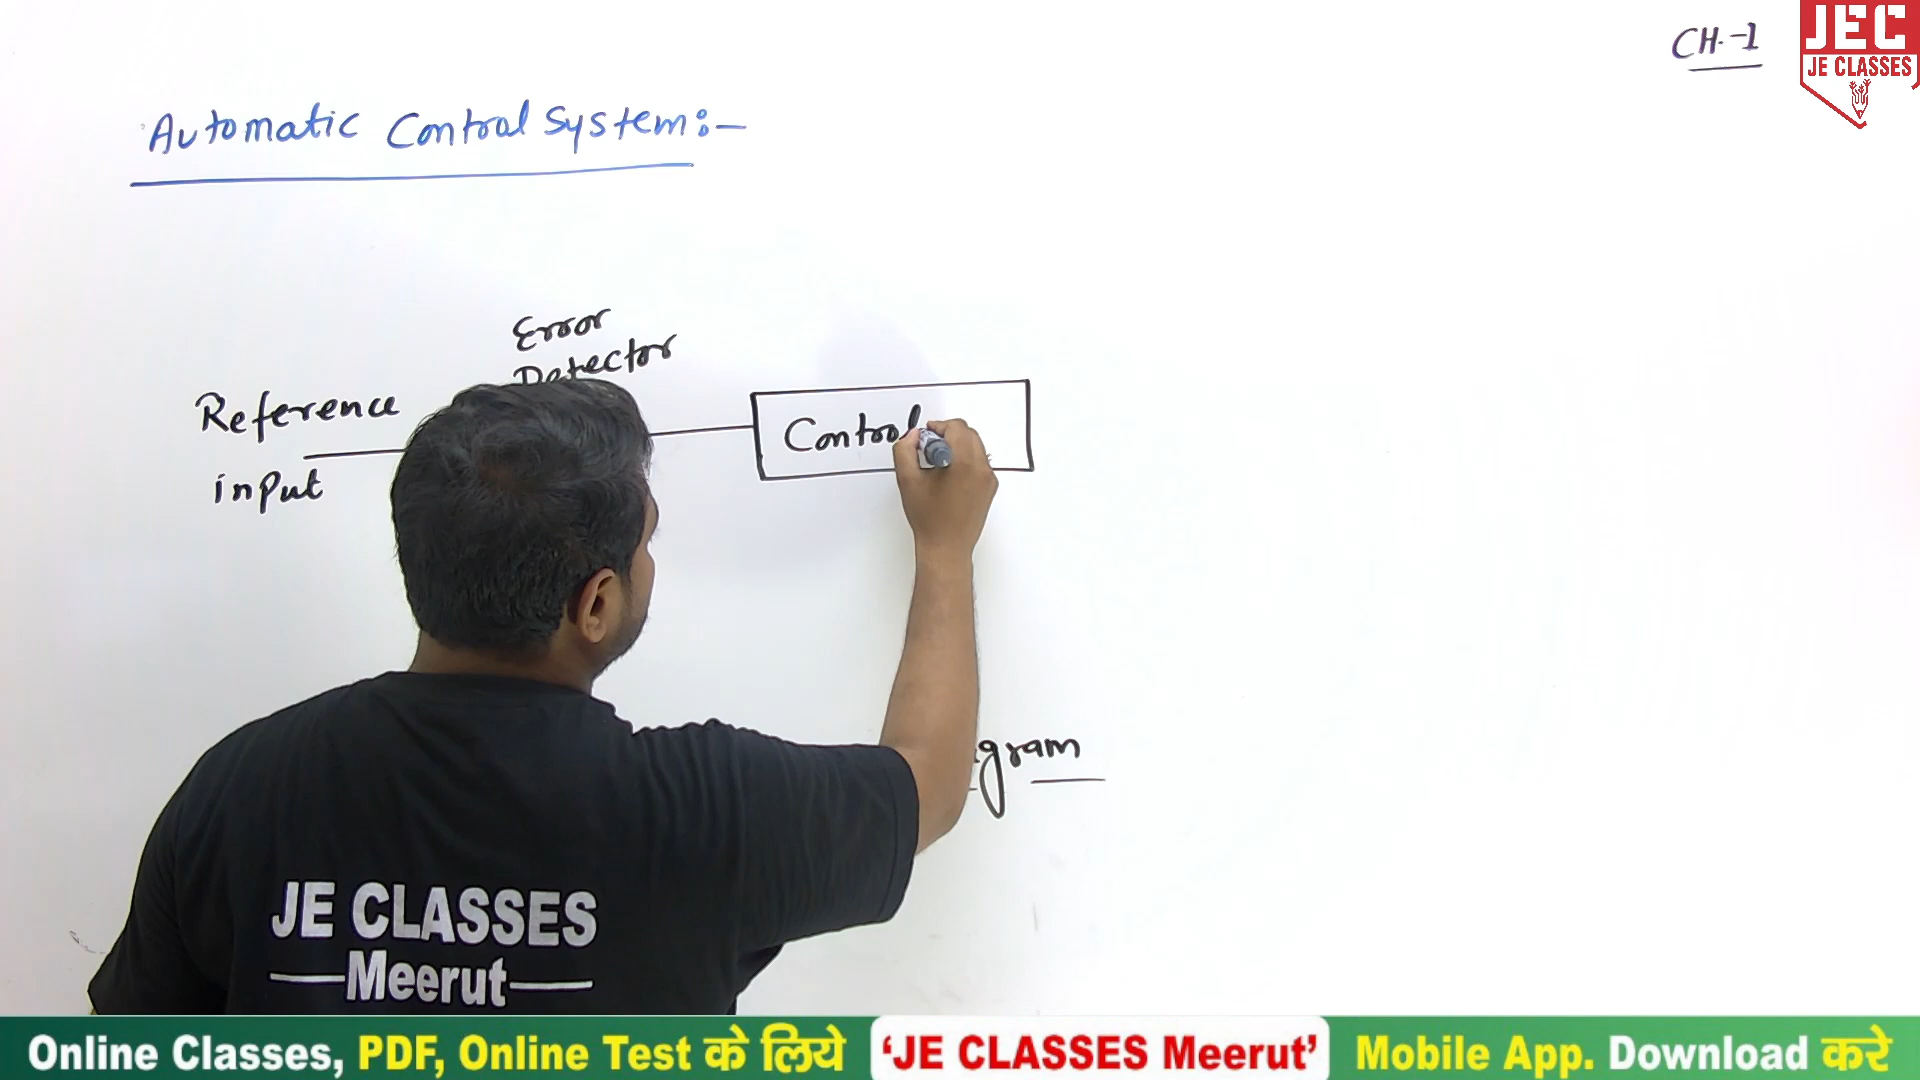 CH.-1
JEC
JE CLASSES
Automatic Control System:-
Error
Detector
Reference
input
Control
gram
JE CLASSES
Meerut
Online Classes, PDF, Online Test के लिये 'JE CLASSES Meerut' Mobile App. Download करे